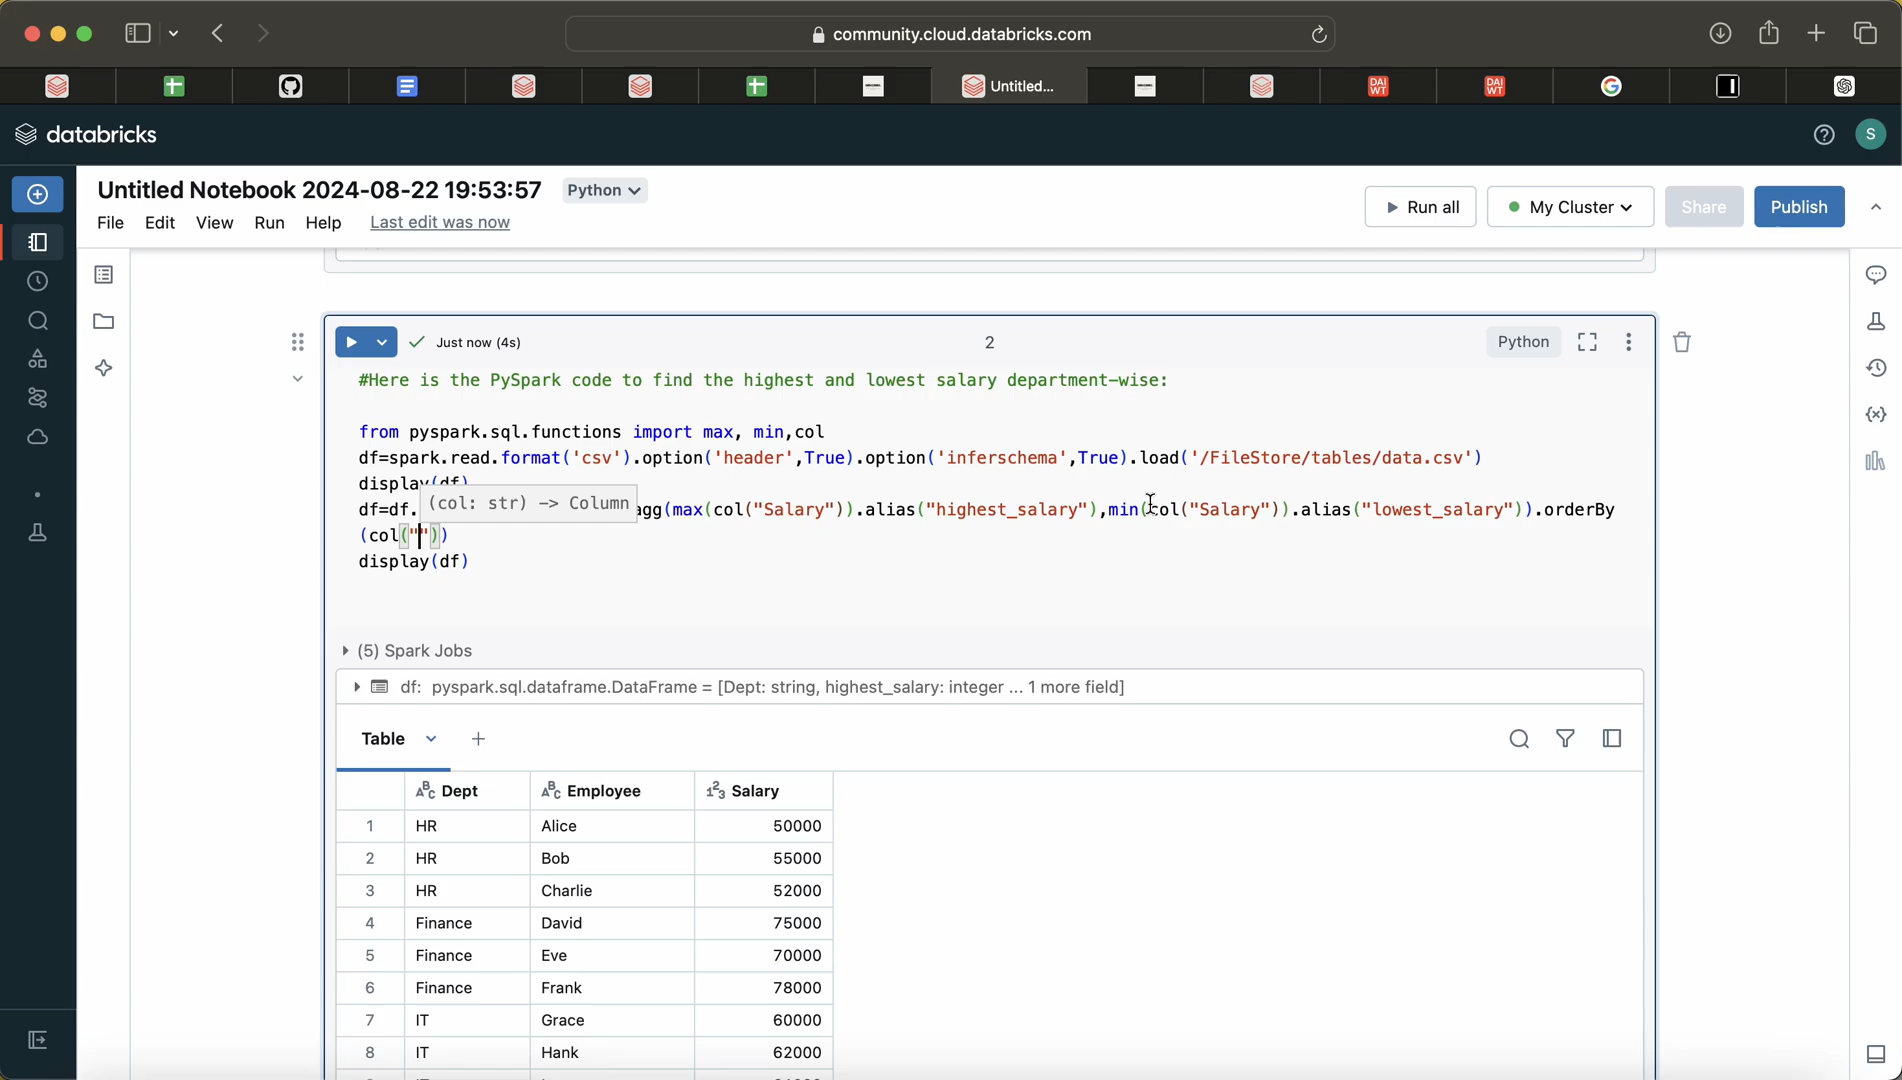 community.cloud.databricks.com
Untitled...
DAI WT
DAI WT
databricks
S
Untitled Notebook 2024-08-22 19:53:57 Python
Run all My Cluster Share Publish
File Edit View Run Help Last edit was now
Just now (4s) 2 Python
#Here is the PySpark code to find the highest and lowest salary department-wise:
from pyspark.sql.functions import max, min,col
df=spark.read.format('csv').option('header',True).option('inferschema',True).load('/FileStore/tables/data.csv')
display(df)
(col: str) -> Column
df=df. agg(max(col("Salary")).alias("highest_salary"),min(col("Salary")).alias("lowest_salary")).orderBy
(col(""))
display(df)
(5) Spark Jobs
df: pyspark.sql.dataframe.DataFrame = [Dept: string, highest_salary: integer ... 1 more field]
Table
Dept Employee Salary
1 HR Alice 50000
2 HR Bob 55000
3 HR Charlie 52000
4 Finance David 75000
5 Finance Eve 70000
6 Finance Frank 78000
7 IT Grace 60000
8 IT Hank 62000